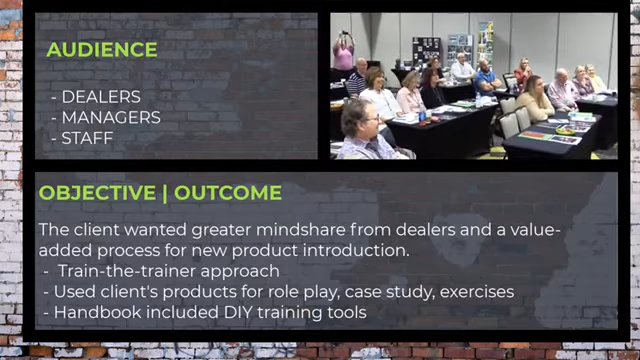 AUDIENCE
- DEALERS
- MANAGERS
- STAFF
OBJECTIVE | OUTCOME
The client wanted greater mindshare from dealers and a value-
added process for new product introduction.
- Train-the-trainer approach
- Used client's products for role play, case study, exercises
- Handbook included DIY training tools